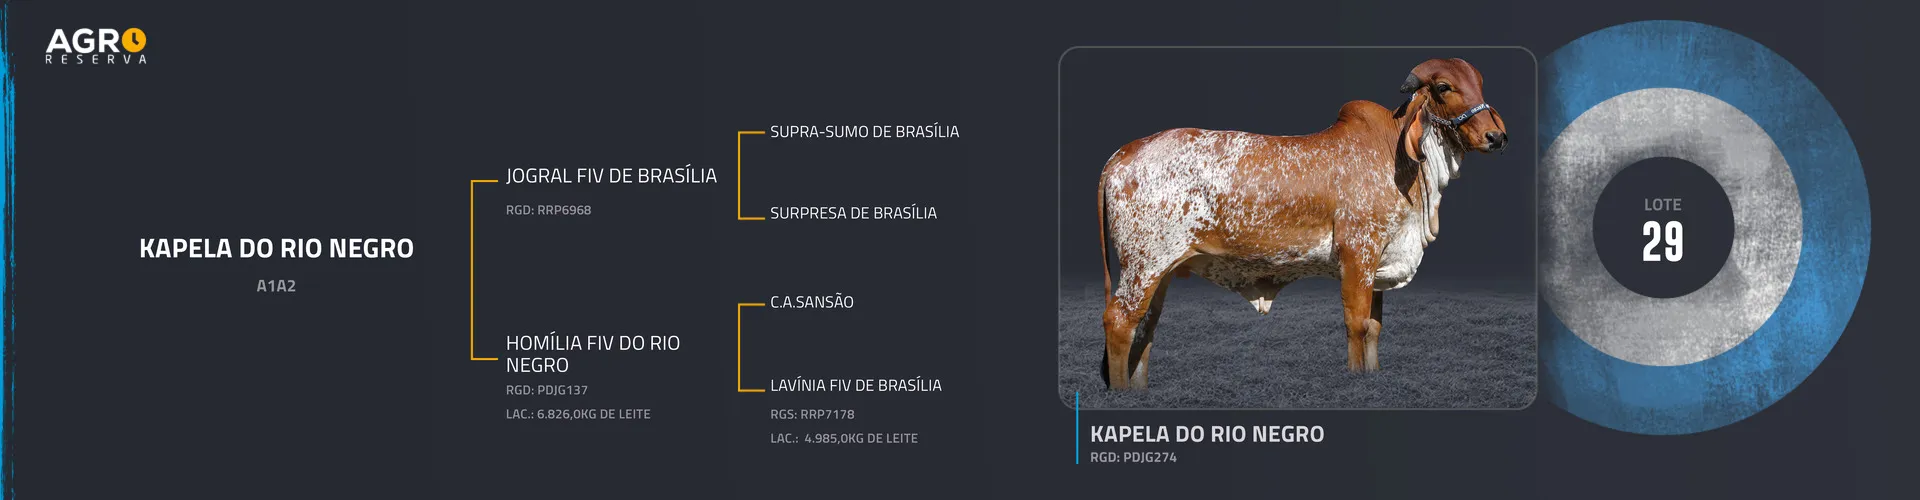 AGRO
RESERVA
KAPELA DO RIO NEGRO
A1A2
JOGRAL FIV DE BRASÍLIA
RGD: RRP6968
HOMÍLIA FIV DO RIO
NEGRO
RGD: PDJG137
LAC.: 6.826,0KG DE LEITE
SUPRA-SUMO DE BRASÍLIA
SURPRESA DE BRASÍLIA
C.A.SANSÃO
LAVÍNIA FIV DE BRASÍLIA
RGS: RRP7178
LAC.: 4.985,0KG DE LEITE
KAPELA DO RIO NEGRO
RGD: PDJG274
LOTE
29